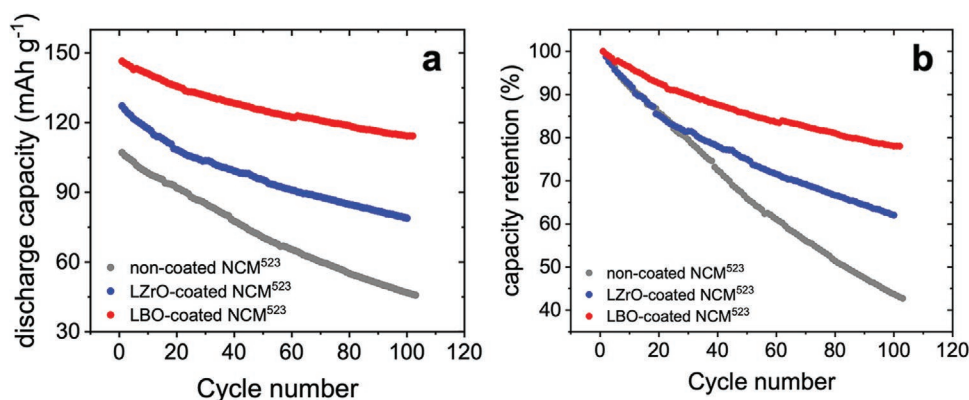 a
discharge capacity (mAh g⁻¹)
150
120
90
60
30
non-coated NCM⁵²³
LZrO-coated NCM⁵²³
LBO-coated NCM⁵²³
0 20 40 60 80 100 120
Cycle number
b
capacity retention (%)
100
90
80
70
60
50
40
non-coated NCM⁵²³
LZrO-coated NCM⁵²³
LBO-coated NCM⁵²³
0 20 40 60 80 100 120
Cycle number